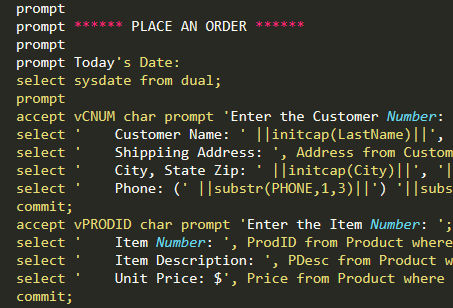 prompt
prompt ****** PLACE AN ORDER ******
prompt
prompt Today's Date:
select sysdate from dual;
prompt
accept vCNUM char prompt 'Enter the Customer Number:
select '    Customer Name: ' ||initcap(LastName)||',
select '    Shippiing Address: ', Address from Custom
select '    City, State Zip: ' ||initcap(City)||', '|
select '    Phone: (' ||substr(PHONE,1,3)||') '||subs
commit;
accept vPRODID char prompt 'Enter the Item Number: ';
select '    Item Number: ', ProdID from Product where
select '    Item Description: ', PDesc from Product w
select '    Unit Price: $', Price from Product where
commit;